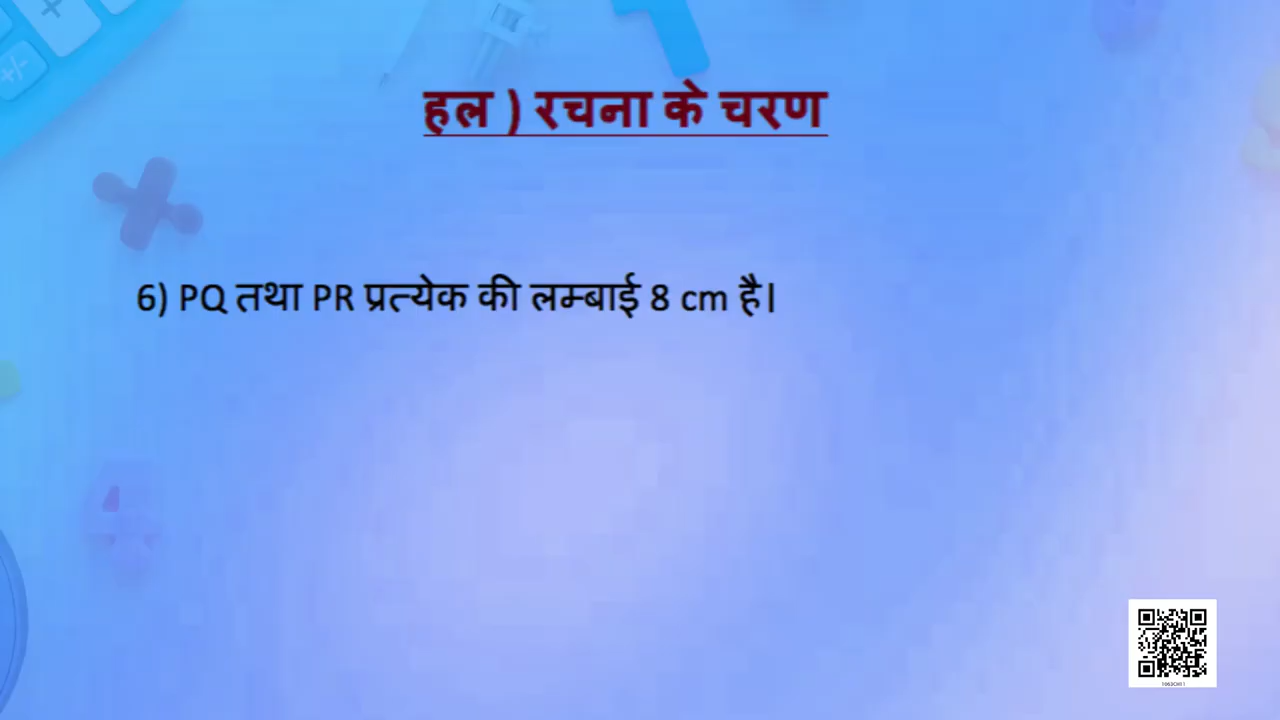 हल ) रचना के चरण
6) PQ तथा PR प्रत्येक की लम्बाई 8 cm है।